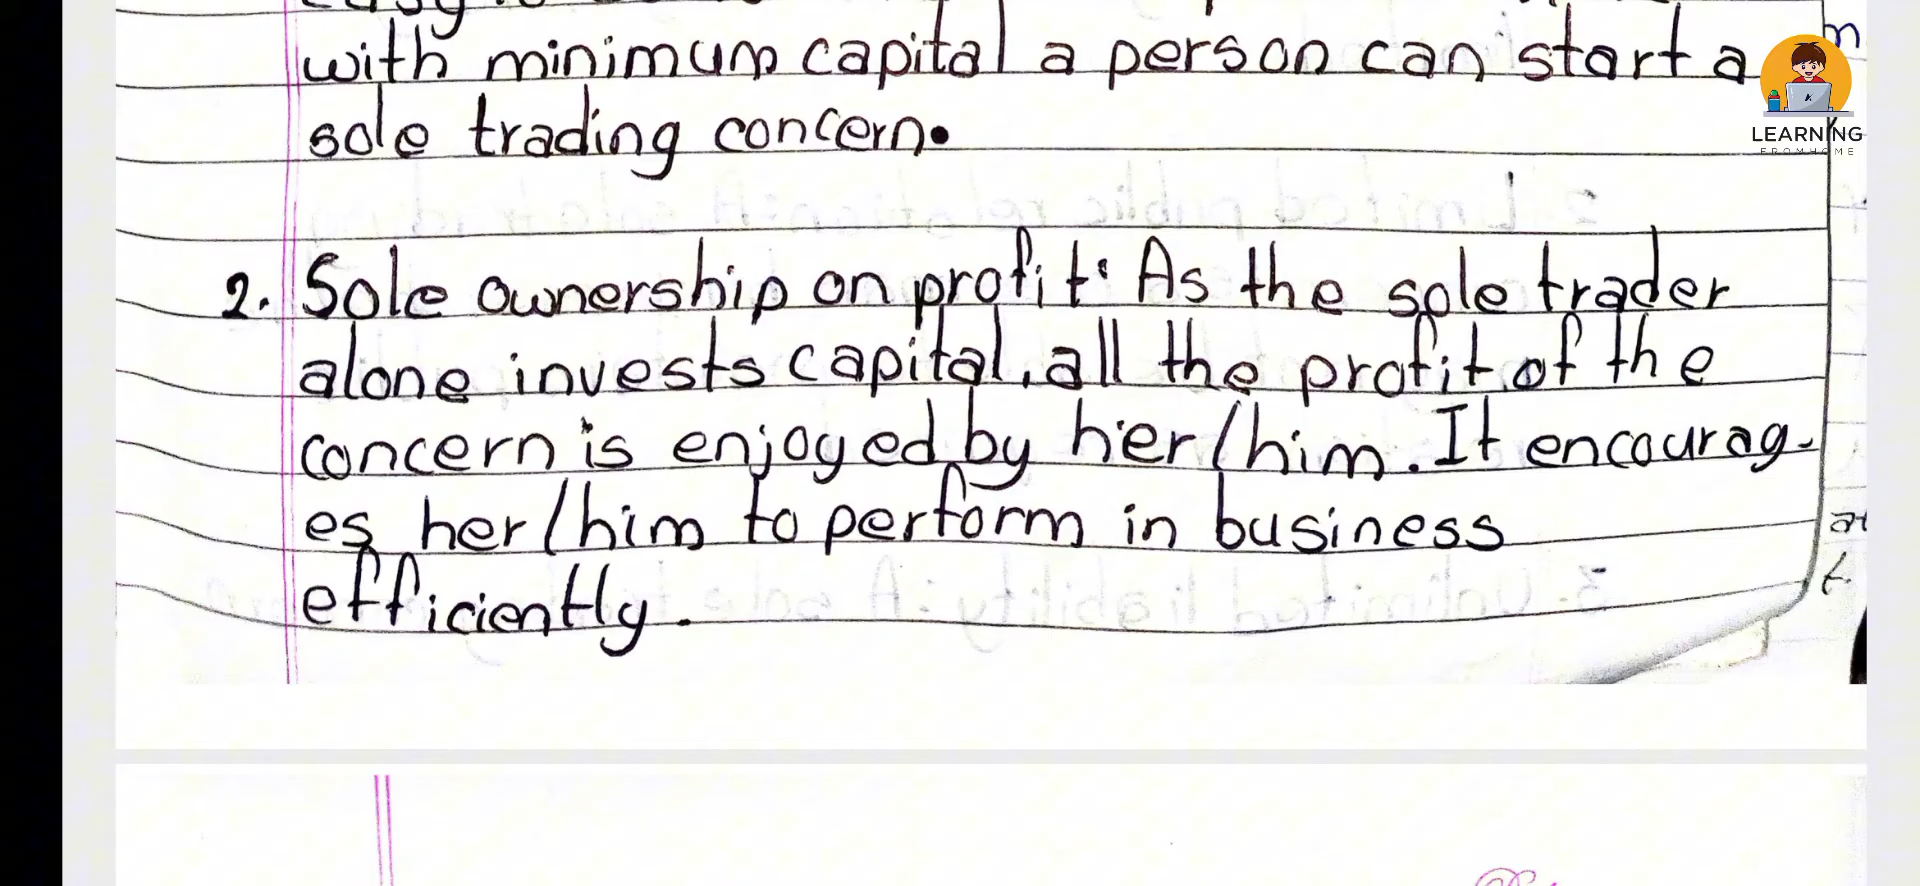 with minimum capital a person can start a
sole trading concern.
2. Sole ownership on profit: As the sole trader
alone invests capital, all the profit of the
concern is enjoyed by her/him. It encourag-
es her/him to perform in business
efficiently.
LEARNING
FROMHOME